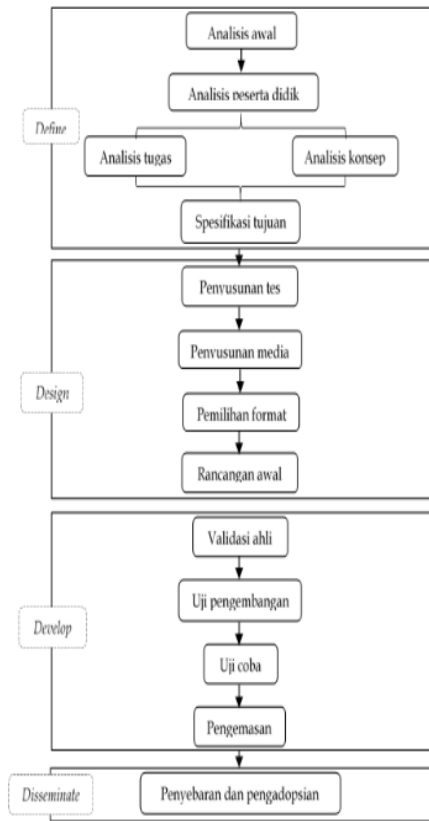 Analisis awal
Analisis peserta didik
Define
Analisis tugas
Analisis konsep
Spesifikasi tujuan
Penyusunan tes
Penyusunan media
Design
Pemilihan format
Rancangan awal
Validasi ahli
Uji pengembangan
Develop
Uji coba
Pengemasan
Disseminate
Penyebaran dan pengadopsian